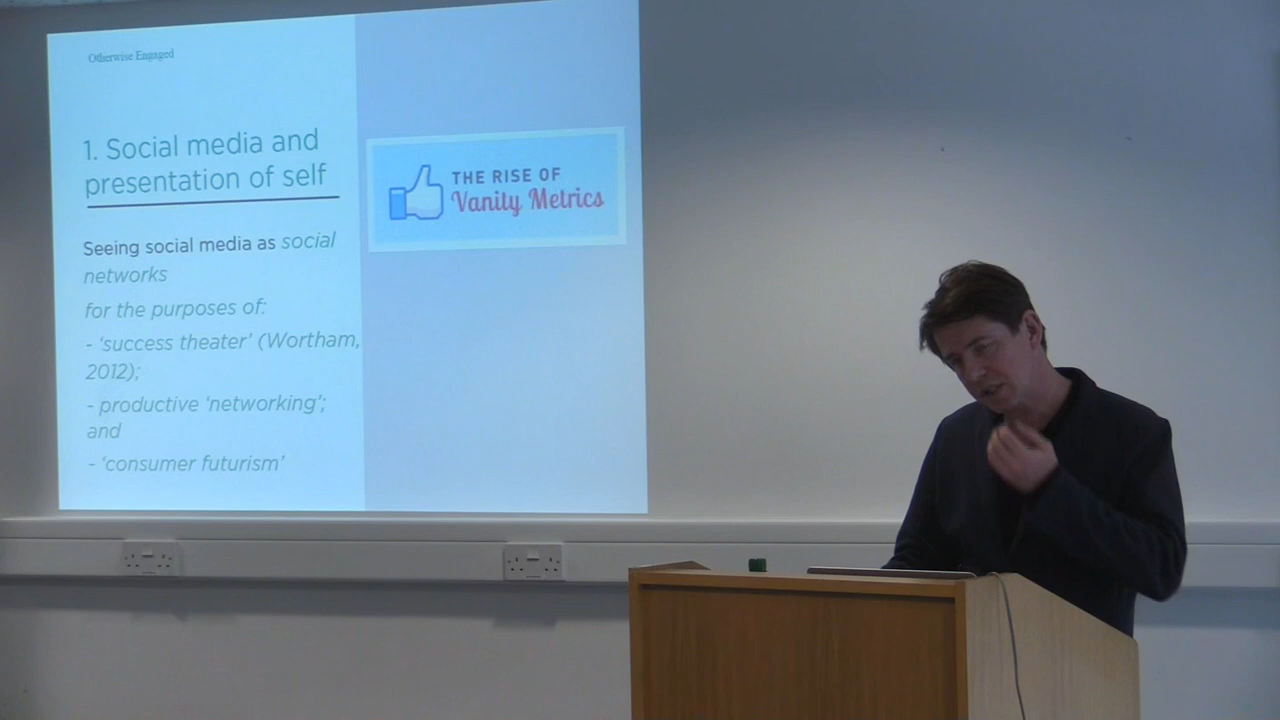 Otherwise Engaged
1. Social media and
presentation of self
Seeing social media as social
networks
for the purposes of:
- ‘success theater’ (Wortham,
2012);
- productive ‘networking’;
and
- ‘consumer futurism’
THE RISE OF
Vanity Metrics